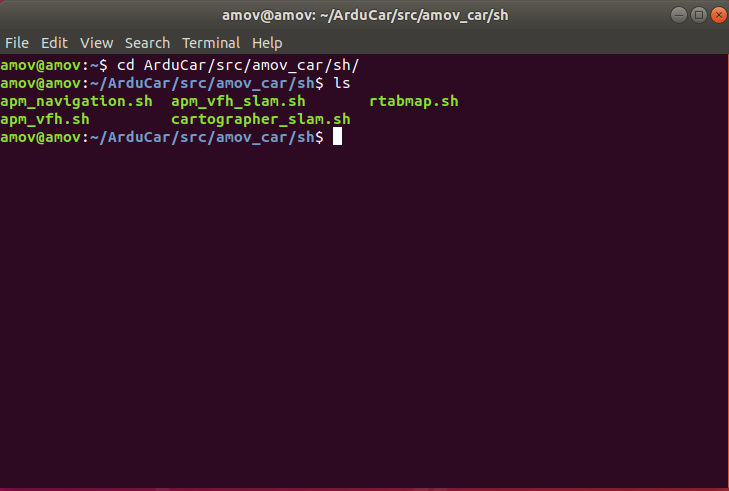 amov@amov: ~/ArduCar/src/amov_car/sh
File Edit View Search Terminal Help
amov@amov:~$ cd ArduCar/src/amov_car/sh/
amov@amov:~/ArduCar/src/amov_car/sh$ ls
apm_navigation.sh  apm_vfh_slam.sh       rtabmap.sh
apm_vfh.sh         cartographer_slam.sh
amov@amov:~/ArduCar/src/amov_car/sh$